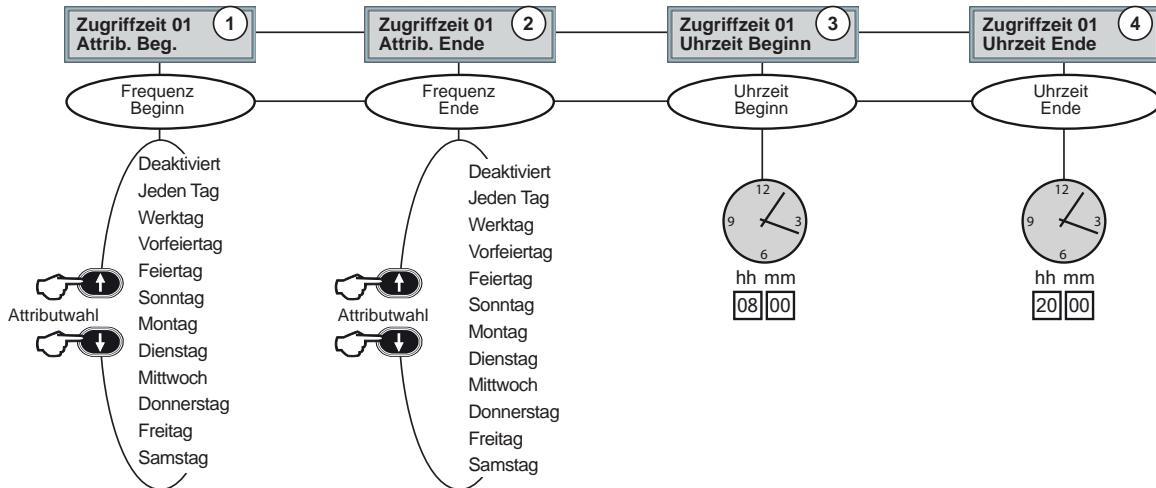 Zugriffzeit 01
Attrib. Beg.
1
Zugriffzeit 01
Attrib. Ende
2
Zugriffzeit 01
Uhrzeit Beginn
3
Zugriffzeit 01
Uhrzeit Ende
4
Frequenz
Beginn
Frequenz
Ende
Uhrzeit
Beginn
Uhrzeit
Ende
Deaktiviert
Jeden Tag
Werktag
Vorfeiertag
Feiertag
Sonntag
Montag
Dienstag
Mittwoch
Donnerstag
Freitag
Samstag
Attributwahl
Deaktiviert
Jeden Tag
Werktag
Vorfeiertag
Feiertag
Sonntag
Montag
Dienstag
Mittwoch
Donnerstag
Freitag
Samstag
Attributwahl
12
9 3
6
hh mm
08 00
12
9 3
6
hh mm
20 00